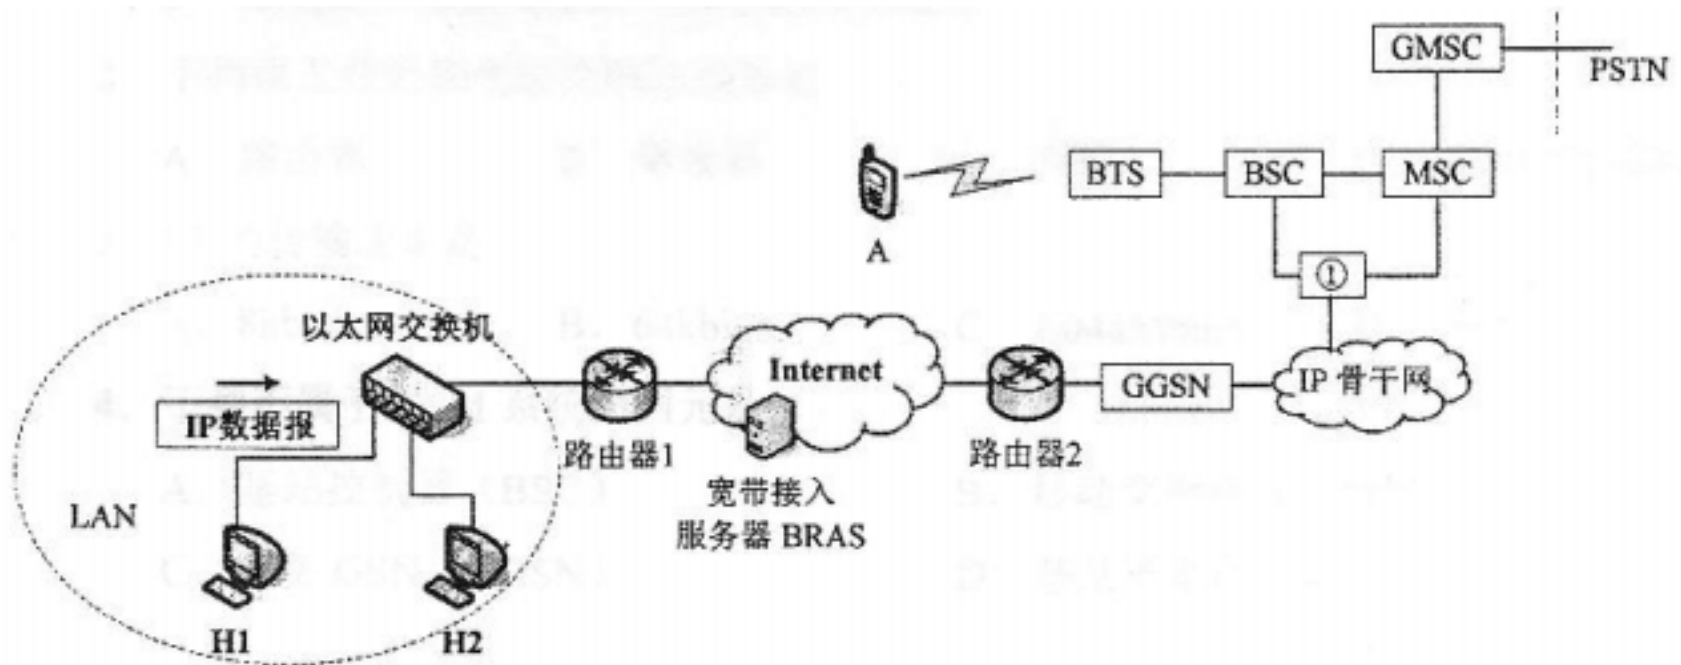 GMSC
PSTN
BTS
BSC
MSC
A
①
以太网交换机
Internet
GGSN
IP 骨干网
IP数据报
路由器1
路由器2
宽带接入
服务器 BRAS
LAN
H1
H2